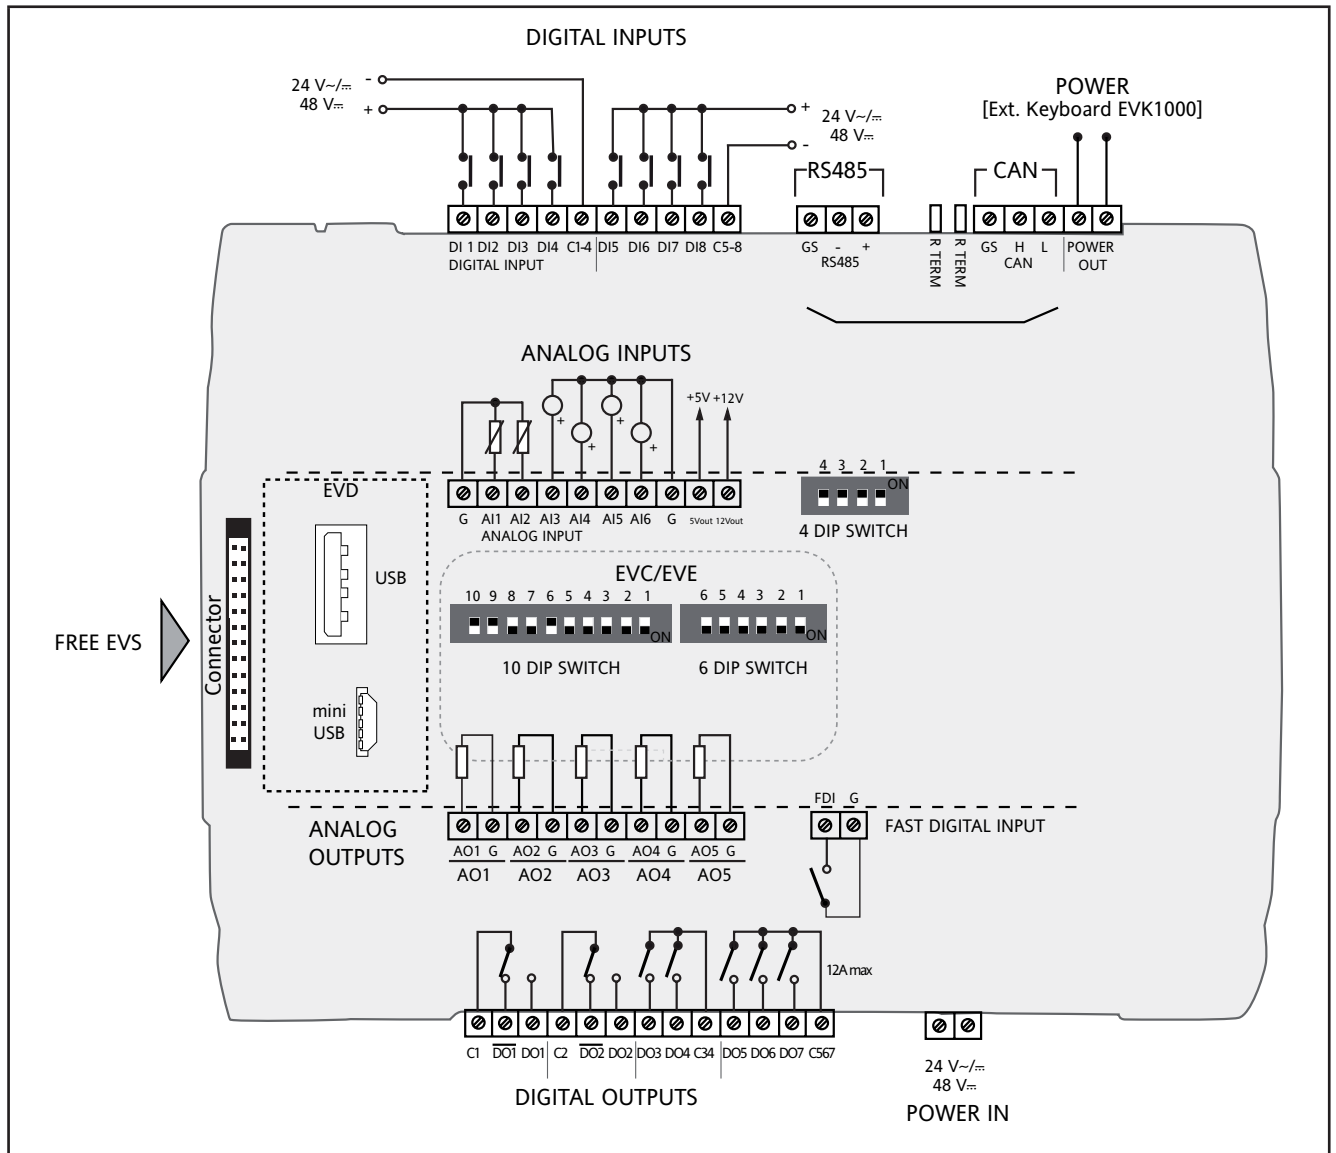 DIGITAL INPUTS
24 V~/⎓ -
48 V⎓ +
+ 24 V~/⎓
- 48 V⎓
POWER
[Ext. Keyboard EVK1000]
RS485
CAN
DI 1 DI2 DI3 DI4 C1-4 DI5 DI6 DI7 DI8 C5-8
DIGITAL INPUT
GS - +
RS485
R TERM
R TERM
GS H L
CAN
POWER
OUT
ANALOG INPUTS
+5V +12V
+ + + +
G AI1 AI2 AI3 AI4 AI5 AI6 G 5Vout 12Vout
ANALOG INPUT
4 3 2 1
ON
4 DIP SWITCH
EVD
USB
mini
USB
FREE EVS
Connector
EVC/EVE
10 9 8 7 6 5 4 3 2 1
ON
10 DIP SWITCH
6 5 4 3 2 1
ON
6 DIP SWITCH
ANALOG
OUTPUTS
AO1 G AO2 G AO3 G AO4 G AO5 G
AO1 AO2 AO3 AO4 AO5
FDI G
FAST DIGITAL INPUT
12A max
C1 D̅O̅1̅ DO1 C2 D̅O̅2̅ DO2 DO3 DO4 C34 DO5 DO6 DO7 C567
DIGITAL OUTPUTS
24 V~/⎓
48 V⎓
POWER IN